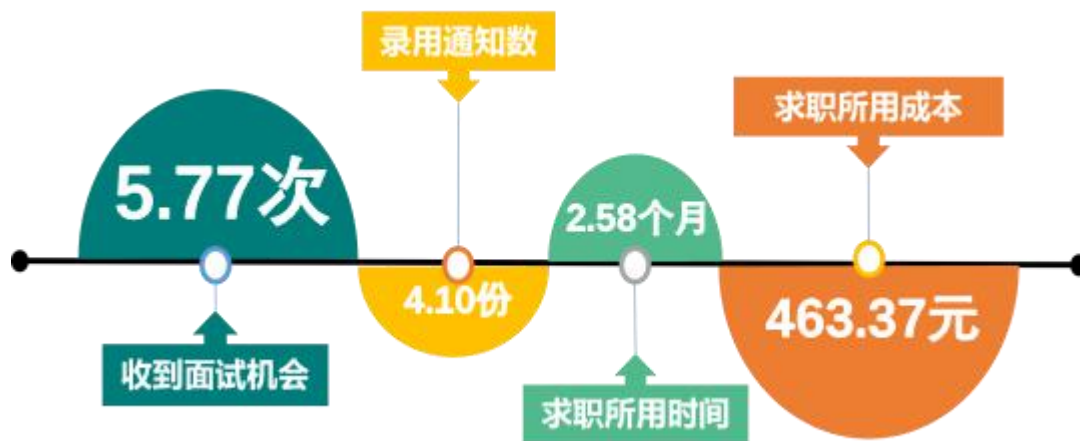 录用通知数
求职所用成本
5.77次
2.58个月
4.10份
463.37元
收到面试机会
求职所用时间